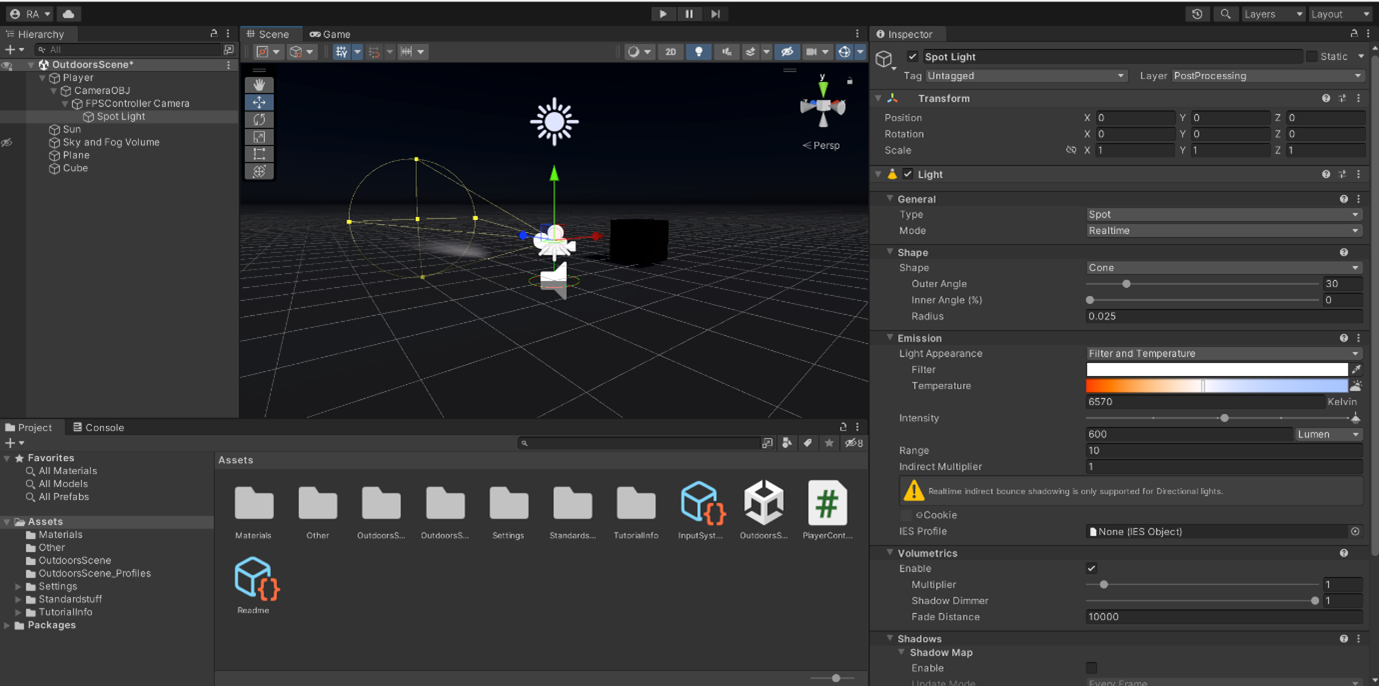 RA
Layers
Layout
Hierarchy
All
OutdoorsScene*
Player
CameraOBJ
FPSController Camera
Spot Light
Sun
Sky and Fog Volume
Plane
Cube
Scene
Game
2D
y
x
<Persp
Inspector
Spot Light
Static
Tag Untagged
Layer PostProcessing
Transform
Position X 0 Y 0 Z 0
Rotation X 0 Y 0 Z 0
Scale X 1 Y 1 Z 1
Light
General
Type Spot
Mode Realtime
Shape
Shape Cone
Outer Angle 30
Inner Angle (%) 0
Radius 0.025
Emission
Light Appearance Filter and Temperature
Filter
Temperature
6570 Kelvin
Intensity
600 Lumen
Range 10
Indirect Multiplier 1
Realtime indirect bounce shadowing is only supported for Directional lights.
Cookie
IES Profile None (IES Object)
Volumetrics
Enable
Multiplier 1
Shadow Dimmer 1
Fade Distance 10000
Shadows
Shadow Map
Enable
Update Mode Every Frame
Project
Console
8
Favorites
All Materials
All Models
All Prefabs
Assets
Materials
Other
OutdoorsScene
OutdoorsScene_Profiles
Settings
Standardstuff
TutorialInfo
Packages
Assets
Materials
Other
OutdoorsS...
OutdoorsS...
Settings
Standards...
TutorialInfo
InputSyst...
OutdoorsS...
PlayerCont...
Readme